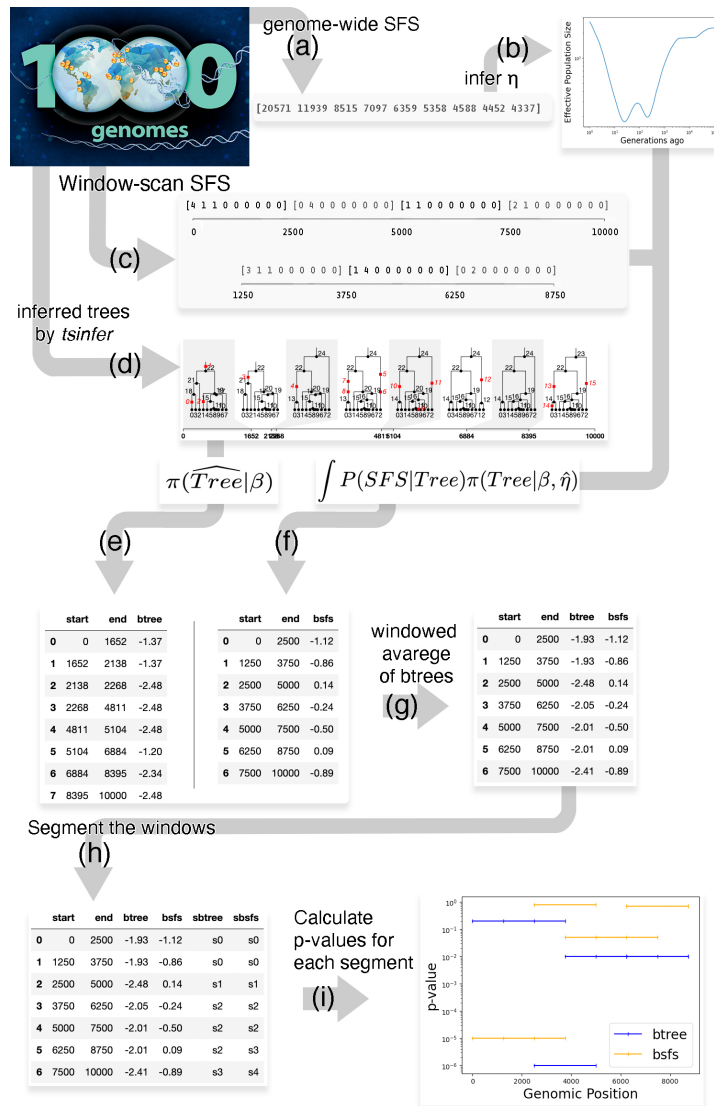 1000
genomes
genome-wide SFS
(a)
(b)
infer η
[20571 11939 8515 7097 6359 5358 4588 4452 4337]
Effective Population Size
Generations ago
Window-scan SFS
[4 1 1 0 0 0 0 0 0] [0 4 0 0 0 0 0 0 0] [1 1 0 0 0 0 0 0 0] [2 1 0 0 0 0 0 0 0]
0 2500 5000 7500 10000
(c)
[3 1 1 0 0 0 0 0 0] [1 4 0 0 0 0 0 0 0] [0 2 0 0 0 0 0 0 0]
1250 3750 6250 8750
inferred trees
by tsinfer
(d)
0 1652 2138 2268 4811 5104 6884 8395 10000
π(Tree|β)
∫ P(SFS|Tree)π(Tree|β, η̂)
(e)
(f)
start end btree
0 0 1652 -1.37
1 1652 2138 -1.37
2 2138 2268 -2.48
3 2268 4811 -2.48
4 4811 5104 -2.48
5 5104 6884 -1.20
6 6884 8395 -2.34
7 8395 10000 -2.48
start end bsfs
0 0 2500 -1.12
1 1250 3750 -0.86
2 2500 5000 0.14
3 3750 6250 -0.24
4 5000 7500 -0.50
5 6250 8750 0.09
6 7500 10000 -0.89
windowed
avarege
of btrees
(g)
start end btree bsfs
0 0 2500 -1.93 -1.12
1 1250 3750 -1.93 -0.86
2 2500 5000 -2.48 0.14
3 3750 6250 -2.05 -0.24
4 5000 7500 -2.01 -0.50
5 6250 8750 -2.01 0.09
6 7500 10000 -2.41 -0.89
Segment the windows
(h)
start end btree bsfs sbtree sbsfs
0 0 2500 -1.93 -1.12 s0 s0
1 1250 3750 -1.93 -0.86 s0 s0
2 2500 5000 -2.48 0.14 s1 s1
3 3750 6250 -2.05 -0.24 s2 s2
4 5000 7500 -2.01 -0.50 s2 s2
5 6250 8750 -2.01 0.09 s2 s3
6 7500 10000 -2.41 -0.89 s3 s4
Calculate
p-values for
each segment
(i)
p-value
10⁰
10⁻¹
10⁻²
10⁻³
10⁻⁴
10⁻⁵
10⁻⁶
btree
bsfs
0 2000 4000 6000 8000
Genomic Position